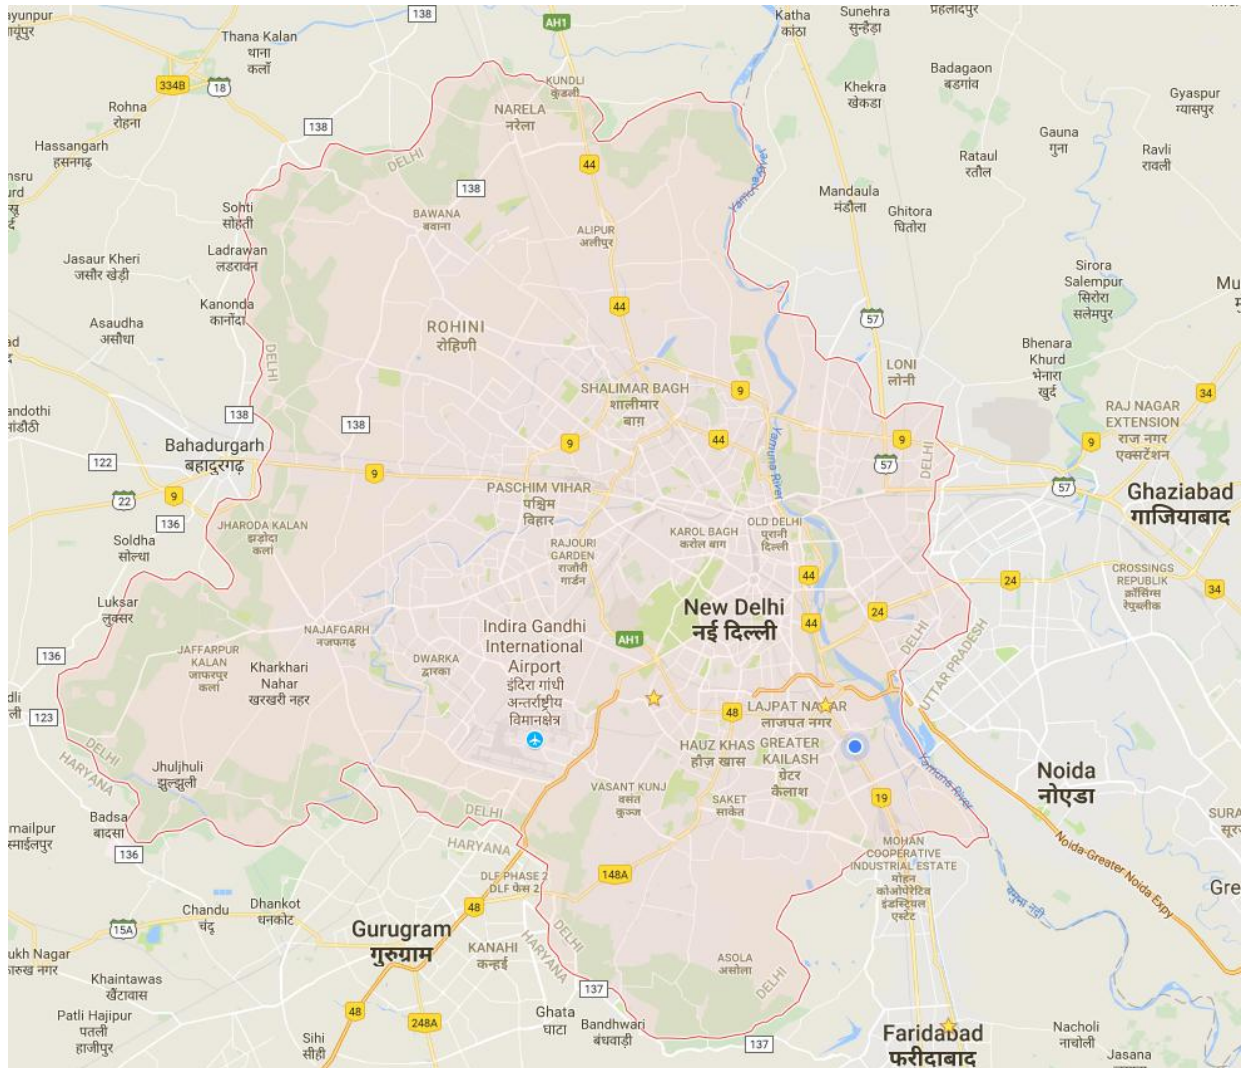 138
AH1
Katha
काठा
Sunehra
सुन्हैड़ा
प्रहलादपुर
Thana Kalan
थाना
कलाँ
334B
18
KUNDLI
कुंडली
Khekra
खेकडा
Badagaon
बडगांव
Gyaspur
ग्यासपुर
Rohna
रोहना
NARELA
नरेला
138
Hassangarh
हसनगढ़
DELHI
44
Yamuna River
Gauna
गुना
Rataul
रतौल
Ravli
रावली
138
Mandaula
मंडौला
Sohti
सोहती
BAWANA
बवाना
ALIPUR
अलीपुर
Ghitora
घितोरा
Jasaur Kheri
जसौर खेड़ी
Ladrawan
लडरावन
Sirora
Salempur
सिरोरा
सलेमपुर
Kanonda
कानोंदा
44
57
Asaudha
असौधा
ROHINI
रोहिणी
DELHI
Bhenara
Khurd
भेनारा
खुर्द
LONI
लोनी
SHALIMAR BAGH
शालीमार
बाग़
9
34
138
138
RAJ NAGAR
EXTENSION
राज नगर
एक्सटेंशन
Bahadurgarh
बहादुरगढ़
9
44
Yamuna River
9
DELHI
9
122
9
57
57
22
9
PASCHIM VIHAR
पश्चिम
विहार
Ghaziabad
गाजियाबाद
136
JHARODA KALAN
झड़ोदा
कलां
KAROL BAGH
करोल बाग
OLD DELHI
पुरानी
दिल्ली
Soldha
सोल्धा
RAJOURI
GARDEN
राजौरी
गार्डन
44
24
CROSSINGS
REPUBLIK
क्रॉसिंग्स
रेपुब्लीक
34
Luksar
लुक्सर
New Delhi
नई दिल्ली
24
44
NAJAFGARH
नजफगढ़
Indira Gandhi
International
Airport
इंदिरा गांधी
अन्तर्राष्ट्रीय
विमानक्षेत्र
AH1
DELHI
UTTAR PRADESH
136
JAFFARPUR
KALAN
जाफरपुर
कलां
DWARKA
द्वारका
Kharkhari
Nahar
खरखरी नहर
123
48
LAJPAT NAGAR
लाजपत नगर
DELHI
HARYANA
HAUZ KHAS
हौज़ खास
GREATER
KAILASH
ग्रेटर
कैलाश
Jhuljhuli
झुल्झुली
Yamuna River
Noida
नोएडा
VASANT KUNJ
वसंत
कुञ्ज
SAKET
साकेत
19
Badsa
बादसा
DELHI
HARYANA
Noida-Greater Noida Expy
136
MOHAN
COOPERATIVE
INDUSTRIAL ESTATE
मोहन
कोओपेरेटिव
इंडस्ट्रियल
एस्टेट
DLF PHASE 2
DLF फेस 2
148A
Dhankot
धनकोट
Chandu
चंदू
48
यमुना नदी
15A
Gurugram
गुरुग्राम
KANAHI
कन्हई
DELHI
HARYANA
ASOLA
असोला
DELHI
Khaintawas
खैंटावास
137
Patli Hajipur
पतली
हाजीपुर
48
248A
Ghata
घाटा
Bandhwari
बंधवाड़ी
Sihi
सीही
137
Faridabad
फरीदाबाद
Nacholi
नाचोली
Jasana